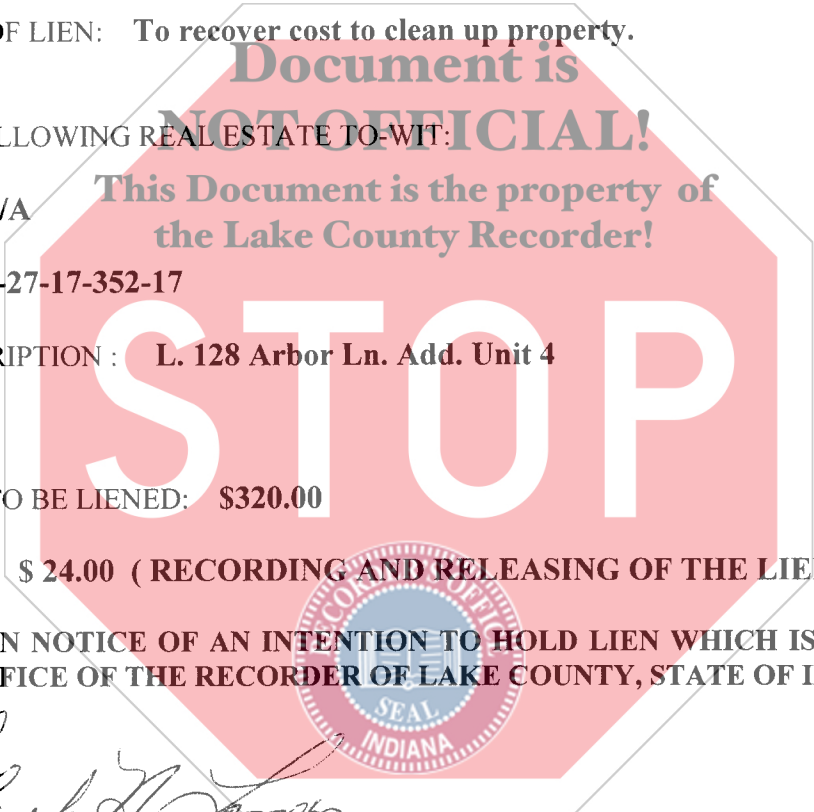 OF LIEN: To recover cost to clean up property.
Document is
NOT OFFICIAL!
LLOWING REAL ESTATE TO-WIT:
This Document is the property of
/A
the Lake County Recorder!
-27-17-352-17
STOP
RIPTION : L. 128 Arbor Ln. Add. Unit 4
TO BE LIENED: $320.00
$ 24.00 ( RECORDING AND RELEASING OF THE LIE
N NOTICE OF AN INTENTION TO HOLD LIEN WHICH IS
FICE OF THE RECORDER OF LAKE COUNTY, STATE OF I
SEAL
INDIANA